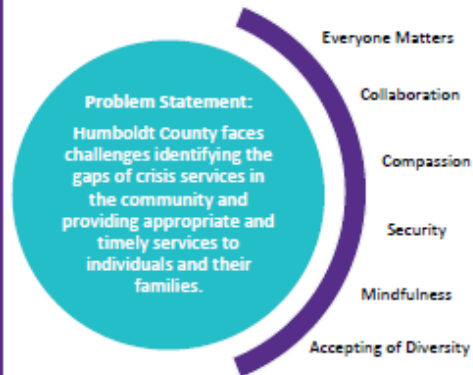 Problem Statement:
Humboldt County faces
challenges identifying the
gaps of crisis services in
the community and
providing appropriate and
timely services to
individuals and their
families.
Everyone Matters
Collaboration
Compassion
Security
Mindfulness
Accepting of Diversity